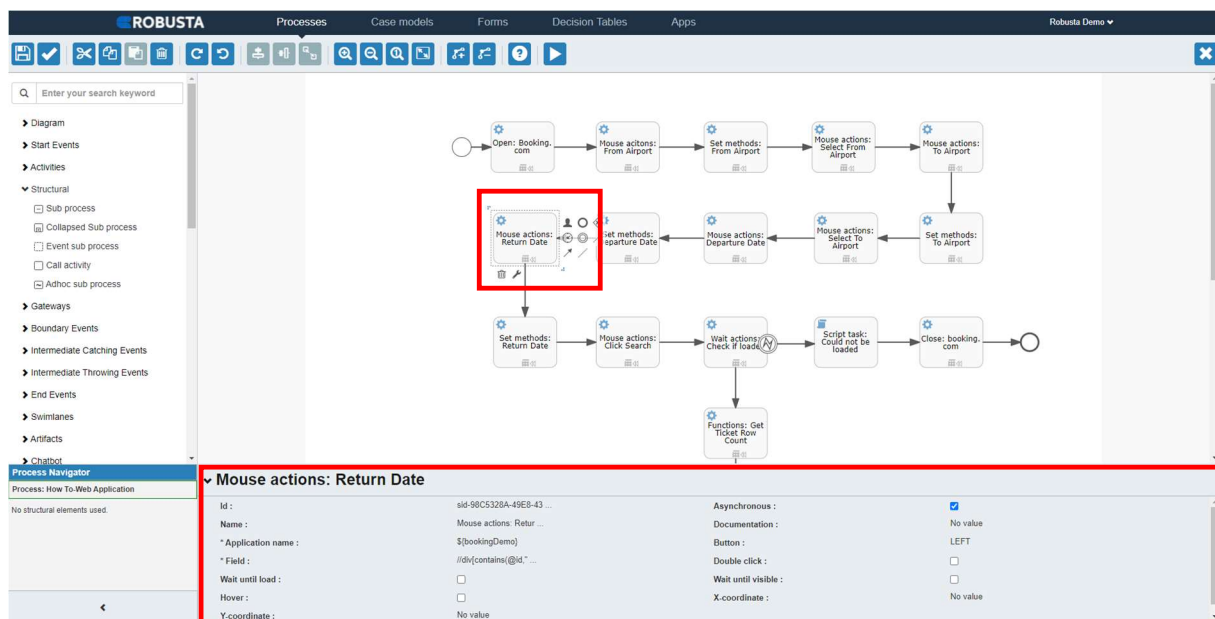 ROBUSTA
Processes
Case models
Forms
Decision Tables
Apps
Robusta Demo
Enter your search keyword
Diagram
Start Events
Activities
Structural
Sub process
Collapsed Sub process
Event sub process
Call activity
Adhoc sub process
Gateways
Boundary Events
Intermediate Catching Events
Intermediate Throwing Events
End Events
Swimlanes
Artifacts
Chatbot
Open: Booking.
com
Mouse acitons:
From Airport
Set methods:
From Airport
Mouse actions:
Select From
Airport
Mouse actions:
To Airport
Mouse actions:
Return Date
Set methods:
eparture Date
Mouse actions:
Departure Date
Mouse actions:
Select To
Airport
Set methods:
To Airport
Set methods:
Return Date
Mouse actions:
Click Search
Wait actions:
Check if loade
Script task:
Could not be
loaded
Close: booking.
com
Functions: Get
Ticket Row
Count
Process Navigator
Process: How To-Web Application
No structural elements used.
Mouse actions: Return Date
Id : sid-98C5328A-49E8-43 ... Asynchronous :
Name : Mouse actions: Retur ... Documentation : No value
* Application name : ${bookingDemo} Button : LEFT
* Field : //div[contains(@id," ... Double click :
Wait until load : Wait until visible :
Hover : X-coordinate : No value
Y-coordinate : No value